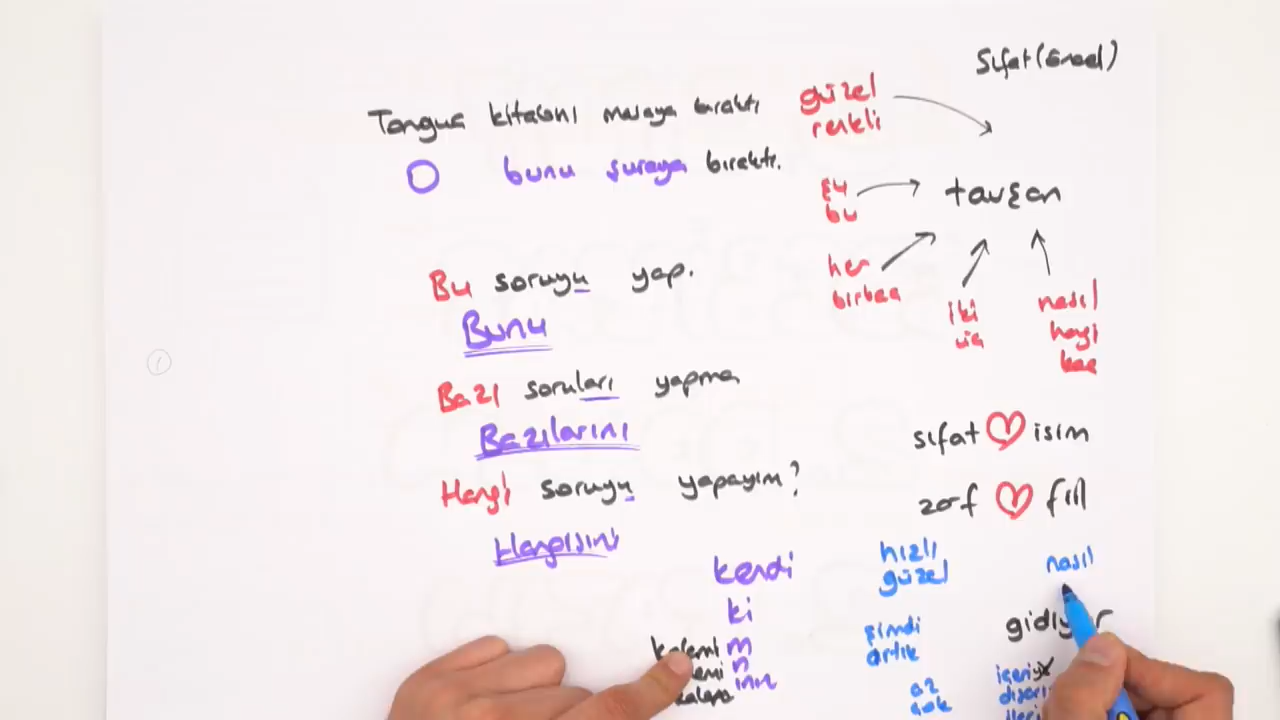 Sıfat (Önad)
Tonguç kitabını masaya bıraktı
O bunu şuraya bıraktı.
güzel
renkli
şu
bu
tavşan
her
birkaç
iki
üç
nasıl
hangi
kaç
Bu soruyu yap.
Bunu
Bazı soruları yapma
Bazılarını
Hangi soruyu yapayım?
Hangisini
sıfat isim
zarf fiil
kendi
ki
m
n
hızlı
güzel
şimdi
artık
az
çok
nasıl